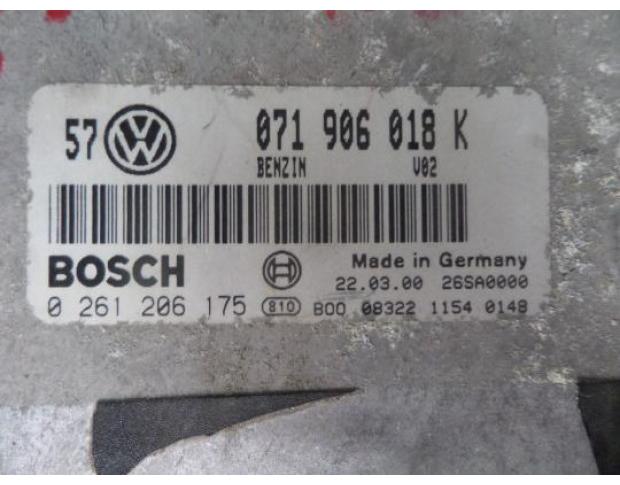 57 VW 071 906 018 K
BENZIN V02
BOSCH Made in Germany
22.03.00 26SA0000
0 261 206 175 810 B00 08322 1154 0148